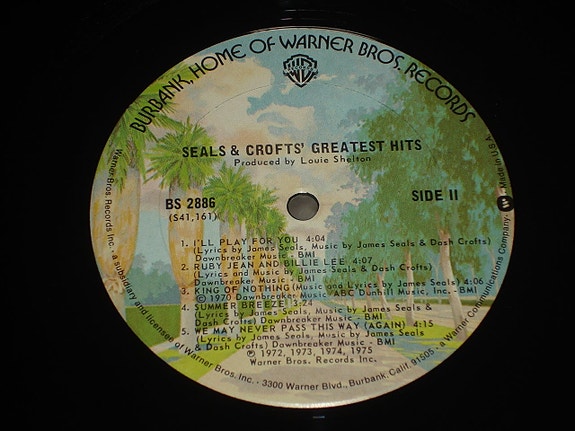 BURBANK, HOME OF WARNER BROS. RECORDS
SEALS & CROFTS' GREATEST HITS
Produced by Louie Shelton
BS 2886
(S41,161)
SIDE II
1. I'LL PLAY FOR YOU 4:04
(Lyrics by James Seals, Music by James Seals & Dash Crofts)
Dawnbreaker Music - BMI
2. RUBY JEAN AND BILLIE LEE 4:07
(Lyrics and Music by James Seals & Dash Crofts)
Dawnbreaker Music - BMI
3. KING OF NOTHING (Music and Lyrics by James Seals) 4:06
© 1970 Dawnbreaker Music/ABC Dunhill Music, Inc. - BMI
4. SUMMER BREEZE 3:24
(Lyrics by James Seals, Music by James Seals &
Dash Crofts) Dawnbreaker Music - BMI
5. WE MAY NEVER PASS THIS WAY (AGAIN) 4:15
(Lyrics by James Seals, Music by James Seals
& Dash Crofts) Dawnbreaker Music - BMI
℗ 1972, 1973, 1974, 1975
Warner Bros. Records Inc.
Warner Bros. Records Inc., a subsidiary and licensee of Warner Bros. Inc. - 3300 Warner Blvd., Burbank, Calif. 91505 - a Warner Communications Company · Made in U.S.A.